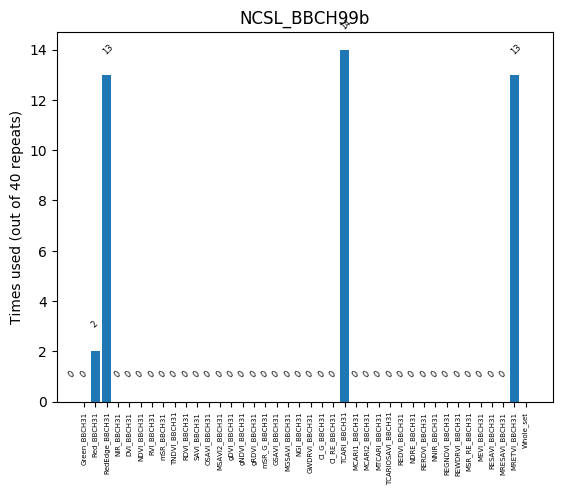 NCSL_BBCH99b
Times used (out of 40 repeats)
14
12
10
8
6
4
2
0
0 0 2 13 0 0 0 0 0 0 0 0 0 0 0 0 0 0 0 0 0 0 0 0 0 0 0 0 0 0 0 0 0 0 0 0 0 0 13
Green_BBCH31
Red_BBCH31
RedEdge_BBCH31
NIR_BBCH31
DVI_BBCH31
NDVI_BBCH31
RVI_BBCH31
mSR_BBCH31
TNDVI_BBCH31
RDVI_BBCH31
SAVI_BBCH31
OSAVI_BBCH31
MSAVI2_BBCH31
gDVI_BBCH31
gNDVI_BBCH31
gRDVI_BBCH31
mSR_G_BBCH31
GSAVI_BBCH31
MGSAVI_BBCH31
NGI_BBCH31
GWDRVI_BBCH31
CI_G_BBCH31
CI_RE_BBCH31
TCARI_BBCH31
MCARI1_BBCH31
MCARI2_BBCH31
MTCARI_BBCH31
TCARIOSAVI_BBCH31
REDVI_BBCH31
NDRE_BBCH31
RERDVI_BBCH31
NNIR_BBCH31
REGNDVI_BBCH31
REWDRVI_BBCH31
MSR_RE_BBCH31
MEVI_BBCH31
RESAVI_BBCH31
MRESAVI_BBCH31
MRETVI_BBCH31
Whole_set